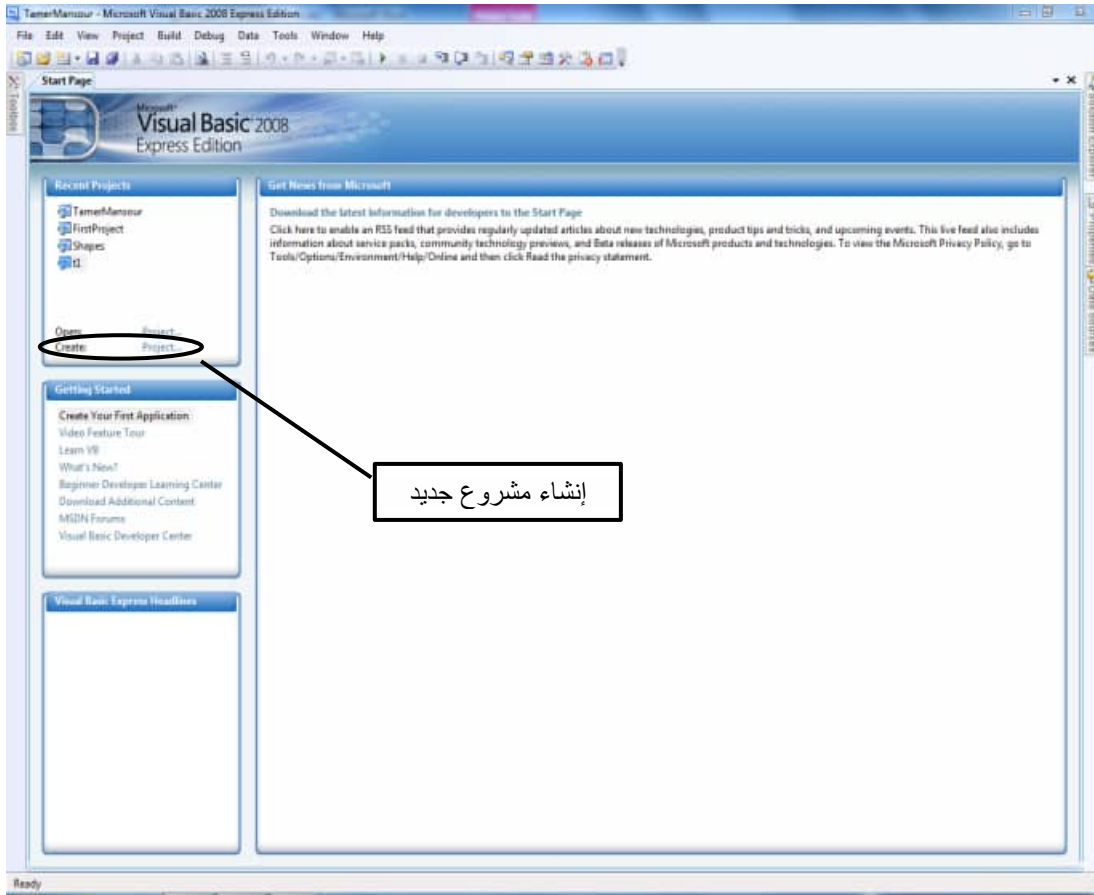 TamerMansour - Microsoft Visual Basic 2008 Express Edition
File Edit View Project Build Debug Data Tools Window Help
Start Page
Toolbox
Microsoft
Visual Basic 2008
Express Edition
Recent Projects
TamerMansour
FirstProject
Shapes
t1
Open: Project...
Create: Project...
Getting Started
Create Your First Application
Video Feature Tour
Learn VB
What's New?
Beginner Developer Learning Center
Download Additional Content
MSDN Forums
Visual Basic Developer Center
Visual Basic Express Headlines
Get News from Microsoft
Download the latest information for developers to the Start Page
Click here to enable an RSS feed that provides regularly updated articles about new technologies, product tips and tricks, and upcoming events. This live feed also includes
information about service packs, community technology previews, and Beta releases of Microsoft products and technologies. To view the Microsoft Privacy Policy, go to
Tools/Options/Environment/Help/Online and then click Read the privacy statement.
إنشاء مشروع جديد
Solution Explorer
Properties
Data Sources
Ready